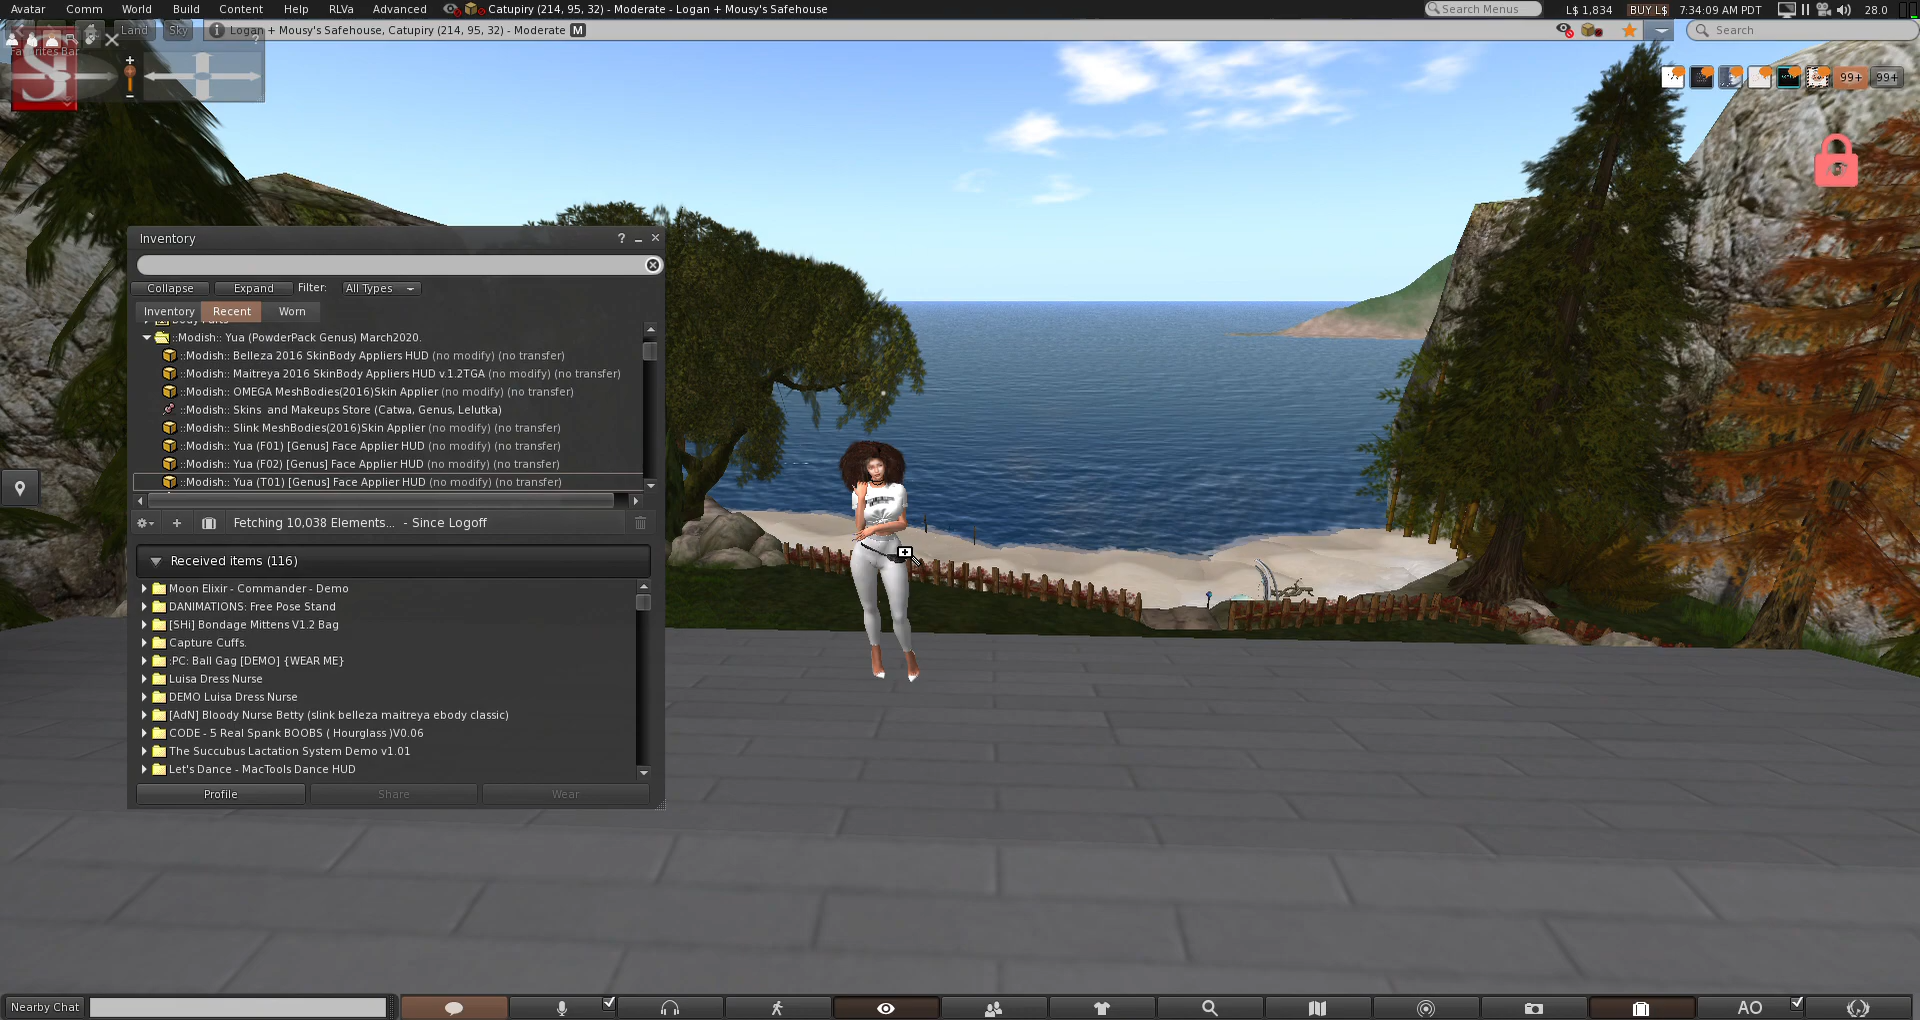 Avatar Comm World Build Content Help RLVa Advanced Catupiry (214, 95, 32) - Moderate - Logan + Mousy's Safehouse Search Menus L$ 1,834 BUY L$ 7:34:09 AM PDT 28.0
Land Sky Logan + Mousy's Safehouse, Catupiry (214, 95, 32) - Moderate M Search
Favorites Bar
99+ 99+
Inventory ?
Collapse Expand Filter: All Types
Inventory Recent Worn
Body Parts
::Modish:: Yua (PowderPack Genus) March2020.
::Modish:: Belleza 2016 SkinBody Appliers HUD (no modify) (no transfer)
::Modish:: Maitreya 2016 SkinBody Appliers HUD v.1.2TGA (no modify) (no transfer)
::Modish:: OMEGA MeshBodies(2016)Skin Applier (no modify) (no transfer)
::Modish:: Skins and Makeups Store (Catwa, Genus, Lelutka)
::Modish:: Slink MeshBodies(2016)Skin Applier (no modify) (no transfer)
::Modish:: Yua (F01) [Genus] Face Applier HUD (no modify) (no transfer)
::Modish:: Yua (F02) [Genus] Face Applier HUD (no modify) (no transfer)
::Modish:: Yua (T01) [Genus] Face Applier HUD (no modify) (no transfer)
Fetching 10,038 Elements... - Since Logoff
Received items (116)
Moon Elixir - Commander - Demo
DANIMATIONS: Free Pose Stand
[SHi] Bondage Mittens V1.2 Bag
Capture Cuffs.
:PC: Ball Gag [DEMO] {WEAR ME}
Luisa Dress Nurse
DEMO Luisa Dress Nurse
[AdN] Bloody Nurse Betty (slink belleza maitreya ebody classic)
CODE - 5 Real Spank BOOBS ( Hourglass )V0.06
The Succubus Lactation System Demo v1.01
Let's Dance - MacTools Dance HUD
Profile Share Wear
Nearby Chat AO